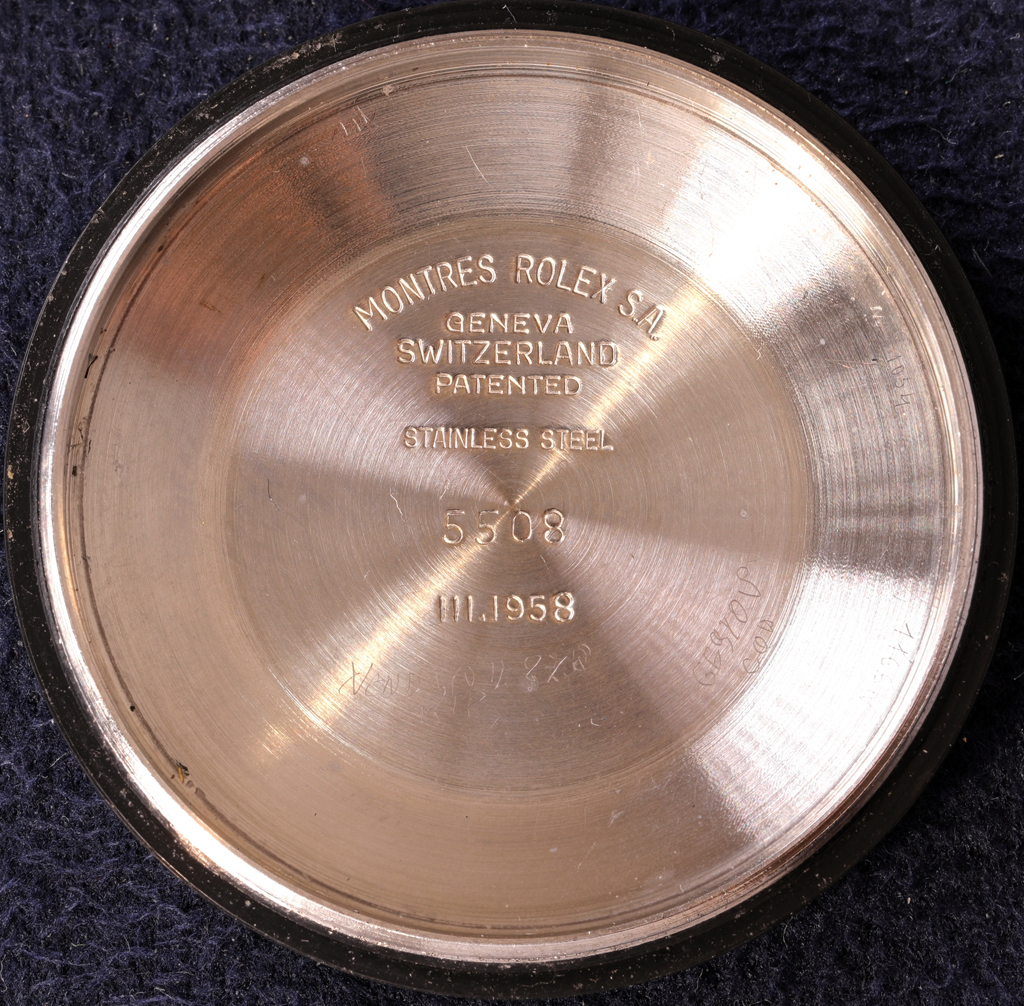 MONTRES ROLEX S.A.
GENEVA
SWITZERLAND
PATENTED
STAINLESS STEEL
5508
III.1958